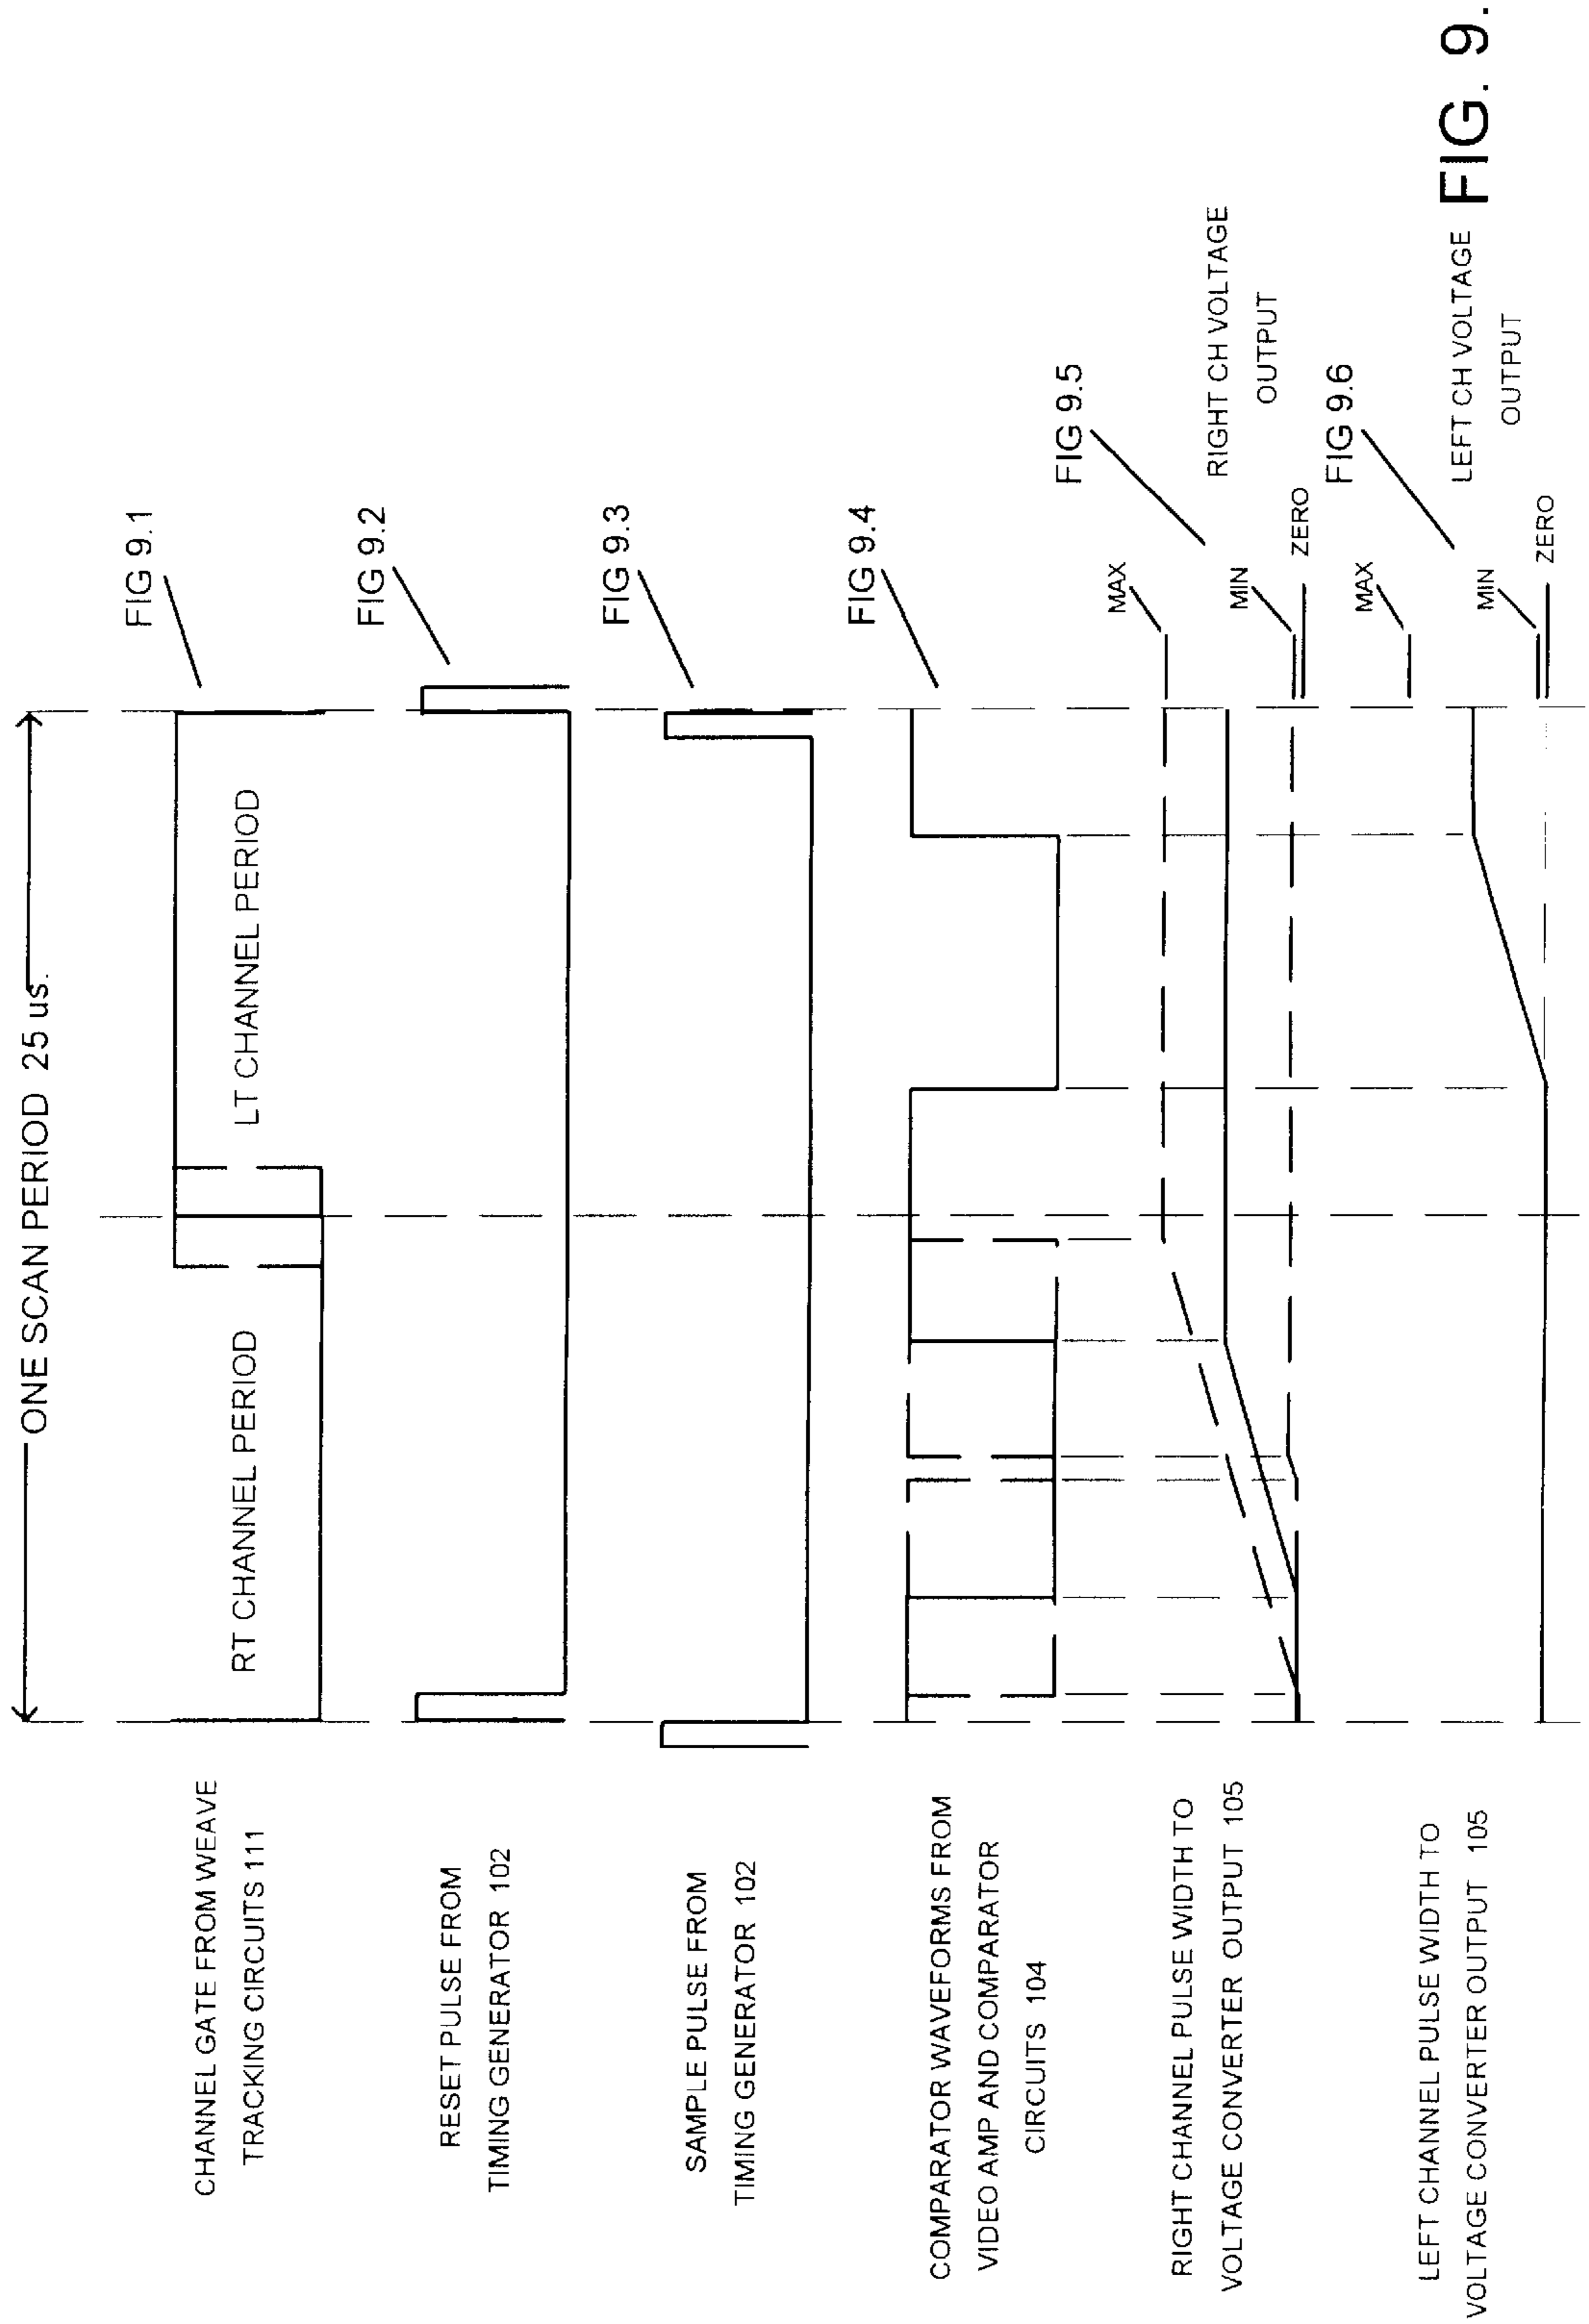 ONE SCAN PERIOD 25 us.
CHANNEL GATE FROM WEAVE
TRACKING CIRCUITS 111
RT CHANNEL PERIOD
LT CHANNEL PERIOD
FIG 9.1
RESET PULSE FROM
TIMING GENERATOR 102
FIG 9.2
SAMPLE PULSE FROM
TIMING GENERATOR 102
FIG 9.3
COMPARATOR WAVEFORMS FROM
VIDEO AMP AND COMPARATOR
CIRCUITS 104
FIG 9.4
RIGHT CHANNEL PULSE WIDTH TO
VOLTAGE CONVERTER OUTPUT 105
MAX
MIN
ZERO
FIG 9.5
RIGHT CH VOLTAGE
OUTPUT
LEFT CHANNEL PULSE WIDTH TO
VOLTAGE CONVERTER OUTPUT 105
MAX
MIN
ZERO
FIG 9.6
LEFT CH VOLTAGE
OUTPUT
FIG. 9.